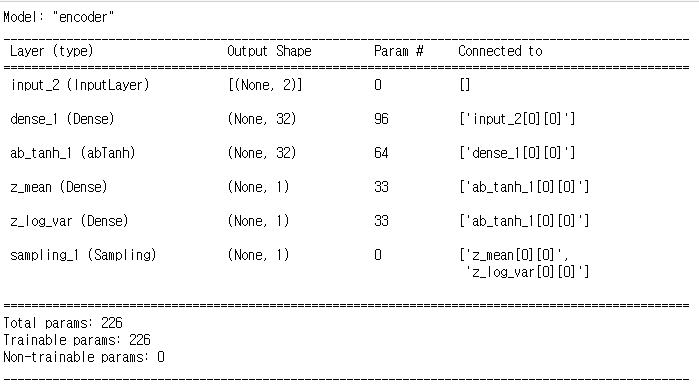 Model: "encoder"
Layer (type) Output Shape Param # Connected to
input_2 (InputLayer) [(None, 2)] 0 []
dense_1 (Dense) (None, 32) 96 ['input_2[0][0]']
ab_tanh_1 (abTanh) (None, 32) 64 ['dense_1[0][0]']
z_mean (Dense) (None, 1) 33 ['ab_tanh_1[0][0]']
z_log_var (Dense) (None, 1) 33 ['ab_tanh_1[0][0]']
sampling_1 (Sampling) (None, 1) 0 ['z_mean[0][0]',
'z_log_var[0][0]']
Total params: 226
Trainable params: 226
Non-trainable params: 0